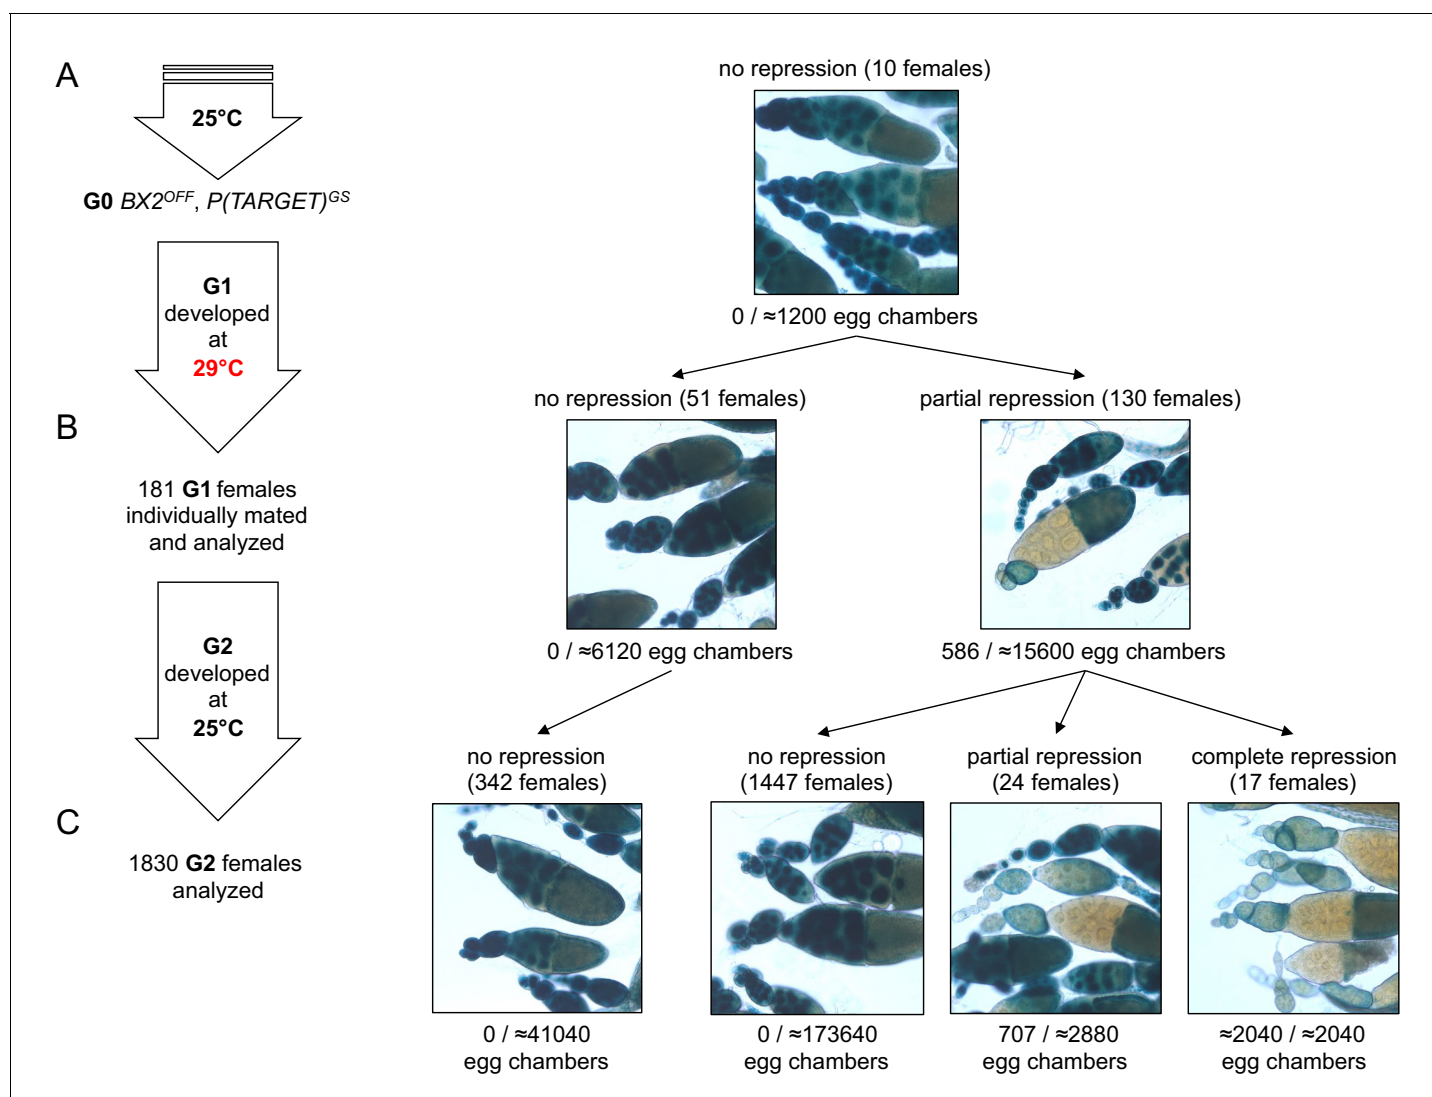 A
25°C
G0 BX2^OFF, P(TARGET)^GS
G1
developed
at
29°C
B
181 G1 females
individually mated
and analyzed
G2
developed
at
25°C
C
1830 G2 females
analyzed
no repression (10 females)
0 / ≈1200 egg chambers
no repression (51 females)
0 / ≈6120 egg chambers
partial repression (130 females)
586 / ≈15600 egg chambers
no repression
(342 females)
0 / ≈41040
egg chambers
no repression
(1447 females)
0 / ≈173640
egg chambers
partial repression
(24 females)
707 / ≈2880
egg chambers
complete repression
(17 females)
≈2040 / ≈2040
egg chambers